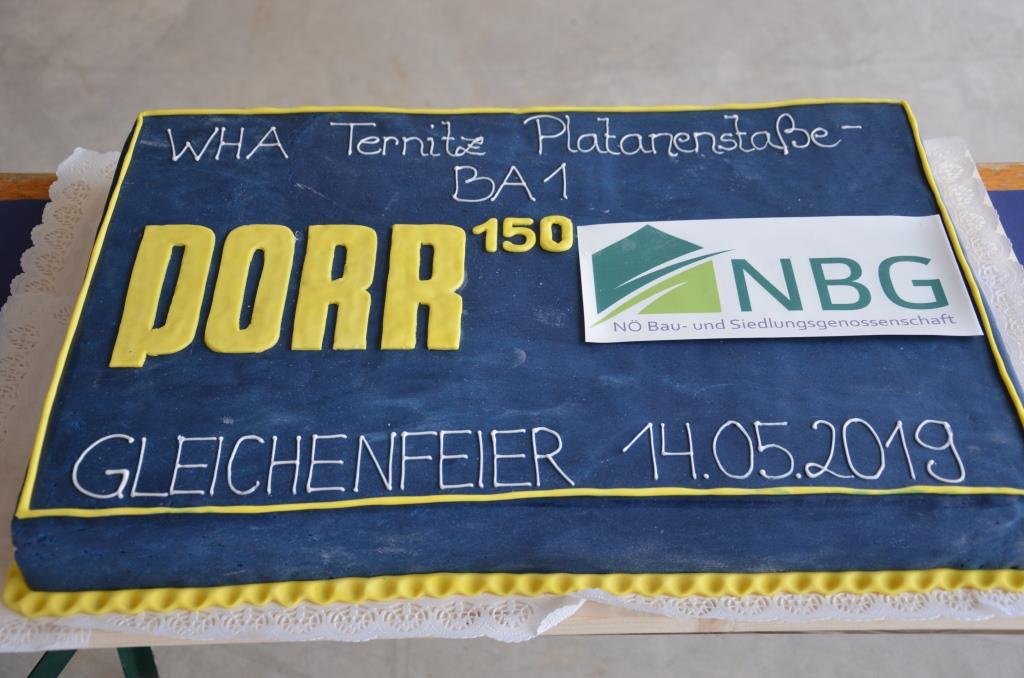 WHA Ternitz Platanenstaße-
BA1
PORR 150
NBG
NÖ Bau- und Siedlungsgenossenschaft
GLEICHENFEIER 14.05.2019